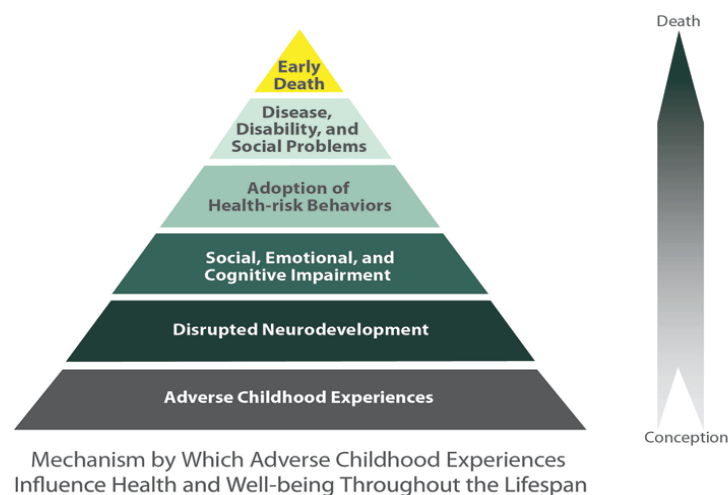 Death
Early
Death
Disease,
Disability, and
Social Problems
Adoption of
Health-risk Behaviors
Social, Emotional, and
Cognitive Impairment
Disrupted Neurodevelopment
Adverse Childhood Experiences
Conception
Mechanism by Which Adverse Childhood Experiences
Influence Health and Well-being Throughout the Lifespan